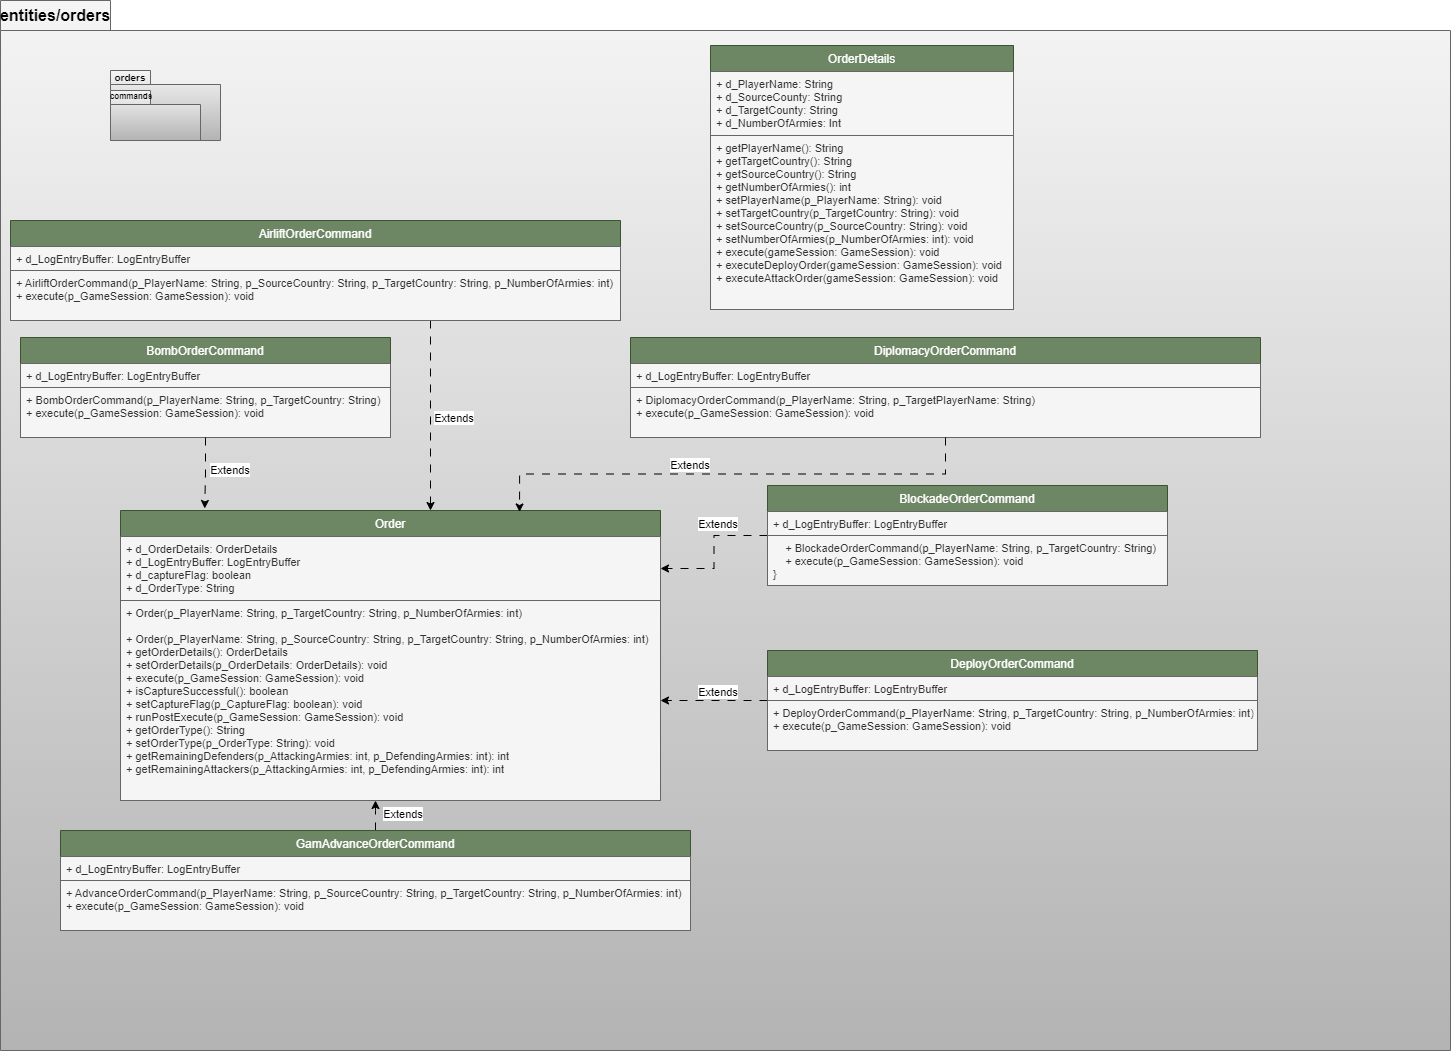 entities/orders
orders
commands
OrderDetails
+ d_PlayerName: String
+ d_SourceCounty: String
+ d_TargetCounty: String
+ d_NumberOfArmies: Int
+ getPlayerName(): String
+ getTargetCountry(): String
+ getSourceCountry(): String
+ getNumberOfArmies(): int
+ setPlayerName(p_PlayerName: String): void
+ setTargetCountry(p_TargetCountry: String): void
+ setSourceCountry(p_SourceCountry: String): void
+ setNumberOfArmies(p_NumberOfArmies: int): void
+ execute(gameSession: GameSession): void
+ executeDeployOrder(gameSession: GameSession): void
+ executeAttackOrder(gameSession: GameSession): void
AirliftOrderCommand
+ d_LogEntryBuffer: LogEntryBuffer
+ AirliftOrderCommand(p_PlayerName: String, p_SourceCountry: String, p_TargetCountry: String, p_NumberOfArmies: int)
+ execute(p_GameSession: GameSession): void
BombOrderCommand
+ d_LogEntryBuffer: LogEntryBuffer
+ BombOrderCommand(p_PlayerName: String, p_TargetCountry: String)
+ execute(p_GameSession: GameSession): void
DiplomacyOrderCommand
+ d_LogEntryBuffer: LogEntryBuffer
+ DiplomacyOrderCommand(p_PlayerName: String, p_TargetPlayerName: String)
+ execute(p_GameSession: GameSession): void
Extends
Extends
Extends
BlockadeOrderCommand
+ d_LogEntryBuffer: LogEntryBuffer
+ BlockadeOrderCommand(p_PlayerName: String, p_TargetCountry: String)
+ execute(p_GameSession: GameSession): void
}
Extends
Order
+ d_OrderDetails: OrderDetails
+ d_LogEntryBuffer: LogEntryBuffer
+ d_captureFlag: boolean
+ d_OrderType: String
+ Order(p_PlayerName: String, p_TargetCountry: String, p_NumberOfArmies: int)
+ Order(p_PlayerName: String, p_SourceCountry: String, p_TargetCountry: String, p_NumberOfArmies: int)
+ getOrderDetails(): OrderDetails
+ setOrderDetails(p_OrderDetails: OrderDetails): void
+ execute(p_GameSession: GameSession): void
+ isCaptureSuccessful(): boolean
+ setCaptureFlag(p_CaptureFlag: boolean): void
+ runPostExecute(p_GameSession: GameSession): void
+ getOrderType(): String
+ setOrderType(p_OrderType: String): void
+ getRemainingDefenders(p_AttackingArmies: int, p_DefendingArmies: int): int
+ getRemainingAttackers(p_AttackingArmies: int, p_DefendingArmies: int): int
DeployOrderCommand
+ d_LogEntryBuffer: LogEntryBuffer
+ DeployOrderCommand(p_PlayerName: String, p_TargetCountry: String, p_NumberOfArmies: int)
+ execute(p_GameSession: GameSession): void
Extends
Extends
GamAdvanceOrderCommand
+ d_LogEntryBuffer: LogEntryBuffer
+ AdvanceOrderCommand(p_PlayerName: String, p_SourceCountry: String, p_TargetCountry: String, p_NumberOfArmies: int)
+ execute(p_GameSession: GameSession): void